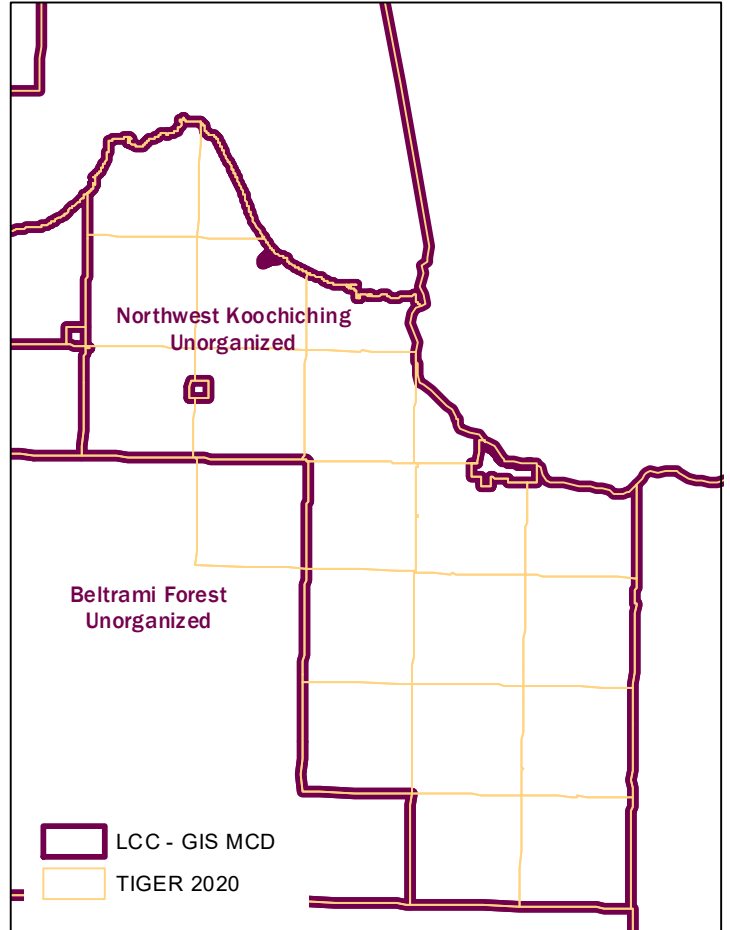 Northwest Koochiching
Unorganized
Beltrami Forest
Unorganized
LCC - GIS MCD
TIGER 2020